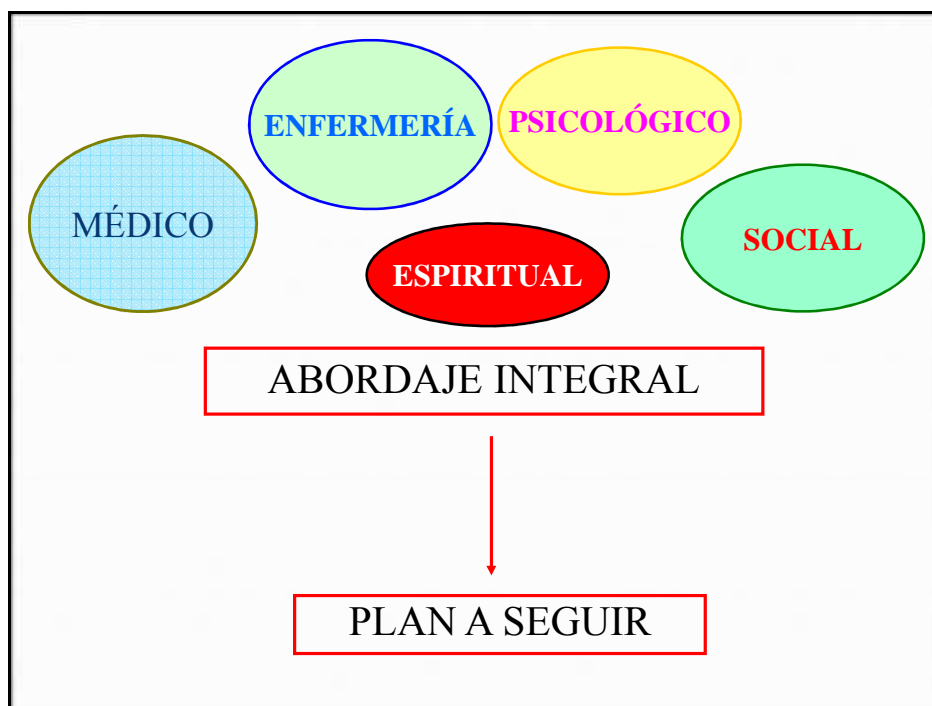 ENFERMERÍA
PSICOLÓGICO
MÉDICO
SOCIAL
ESPIRITUAL
ABORDAJE INTEGRAL
PLAN A SEGUIR